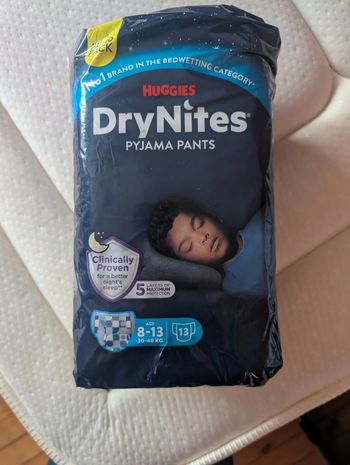 PACK
No1 BRAND IN THE BEDWETTING CATEGORY*
HUGGIES
DryNites®
PYJAMA PANTS
Clinically
Proven
for a better
night's
sleep**
5 LAYERS OF
MAXIMUM
PROTECTION
AGE
8-13
30-48 KG
13